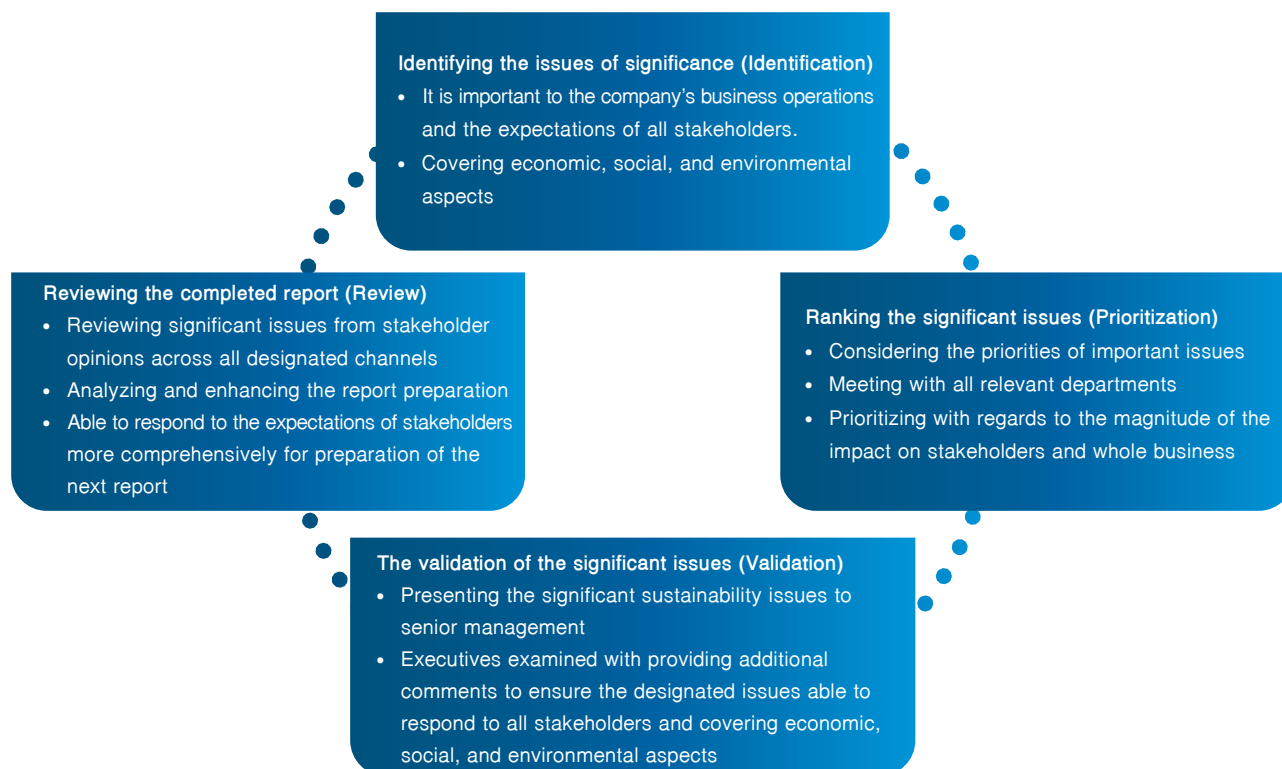 Identifying the issues of significance (Identification)
• It is important to the company's business operations
and the expectations of all stakeholders.
• Covering economic, social, and environmental
aspects
Reviewing the completed report (Review)
• Reviewing significant issues from stakeholder
opinions across all designated channels
• Analyzing and enhancing the report preparation
• Able to respond to the expectations of stakeholders
more comprehensively for preparation of the
next report
Ranking the significant issues (Prioritization)
• Considering the priorities of important issues
• Meeting with all relevant departments
• Prioritizing with regards to the magnitude of the
impact on stakeholders and whole business
The validation of the significant issues (Validation)
• Presenting the significant sustainability issues to
senior management
• Executives examined with providing additional
comments to ensure the designated issues able to
respond to all stakeholders and covering economic,
social, and environmental aspects